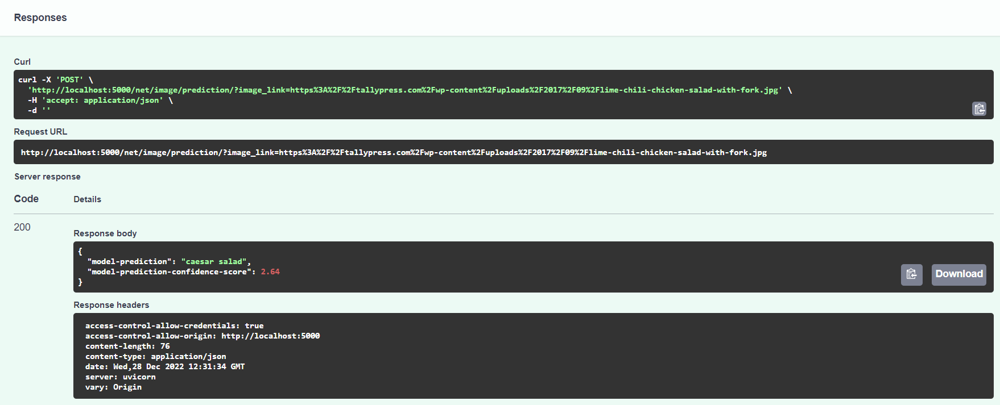 Responses
Curl
curl -X 'POST' \
'http://localhost:5000/net/image/prediction/?image_link=https%3A%2F%2Ftallypress.com%2Fwp-content%2Fuploads%2F2017%2F09%2Flime-chili-chicken-salad-with-fork.jpg' \
-H 'accept: application/json' \
-d ''
Request URL
http://localhost:5000/net/image/prediction/?image_link=https%3A%2F%2Ftallypress.com%2Fwp-content%2Fuploads%2F2017%2F09%2Flime-chili-chicken-salad-with-fork.jpg
Server response
Code Details
200
Response body
{
"model-prediction": "caesar salad",
"model-prediction-confidence-score": 2.64
}
Download
Response headers
access-control-allow-credentials: true
access-control-allow-origin: http://localhost:5000
content-length: 76
content-type: application/json
date: Wed,28 Dec 2022 12:31:34 GMT
server: uvicorn
vary: Origin